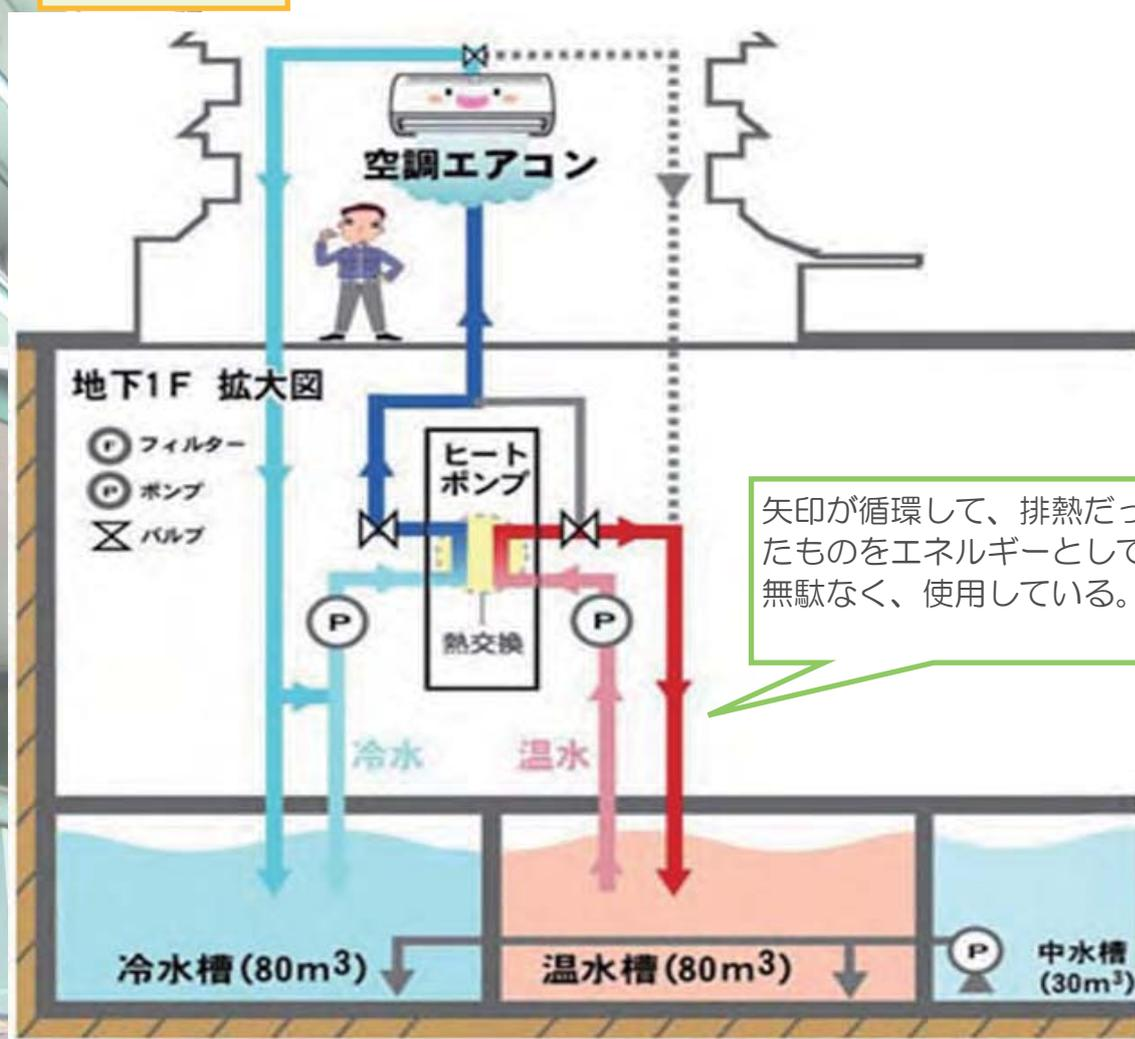 空調エアコン
地下1F 拡大図
F フィルター
P ポンプ
バルブ
ヒート
ポンプ
熱交換
P
P
冷水
温水
矢印が循環して、排熱だっ
たものをエネルギーとして
無駄なく、使用している。
冷水槽(80m³)
温水槽(80m³)
P
中水槽
(30m³)